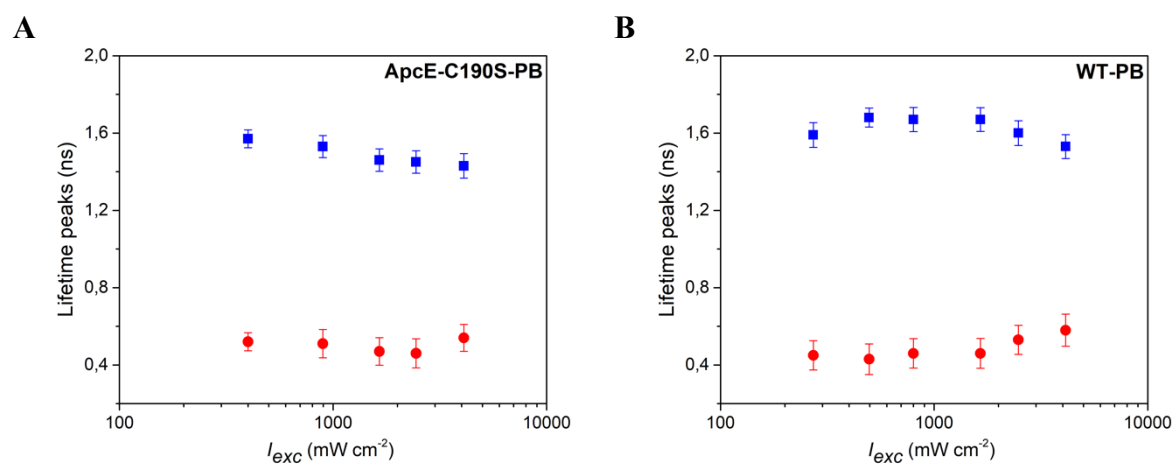 A
ApcE-C190S-PB
2,0
1,6
1,2
0,8
0,4
Lifetime peaks (ns)
100
1000
10000
Iexc (mW cm-2)
B
WT-PB
2,0
1,6
1,2
0,8
0,4
Lifetime peaks (ns)
100
1000
10000
Iexc (mW cm-2)